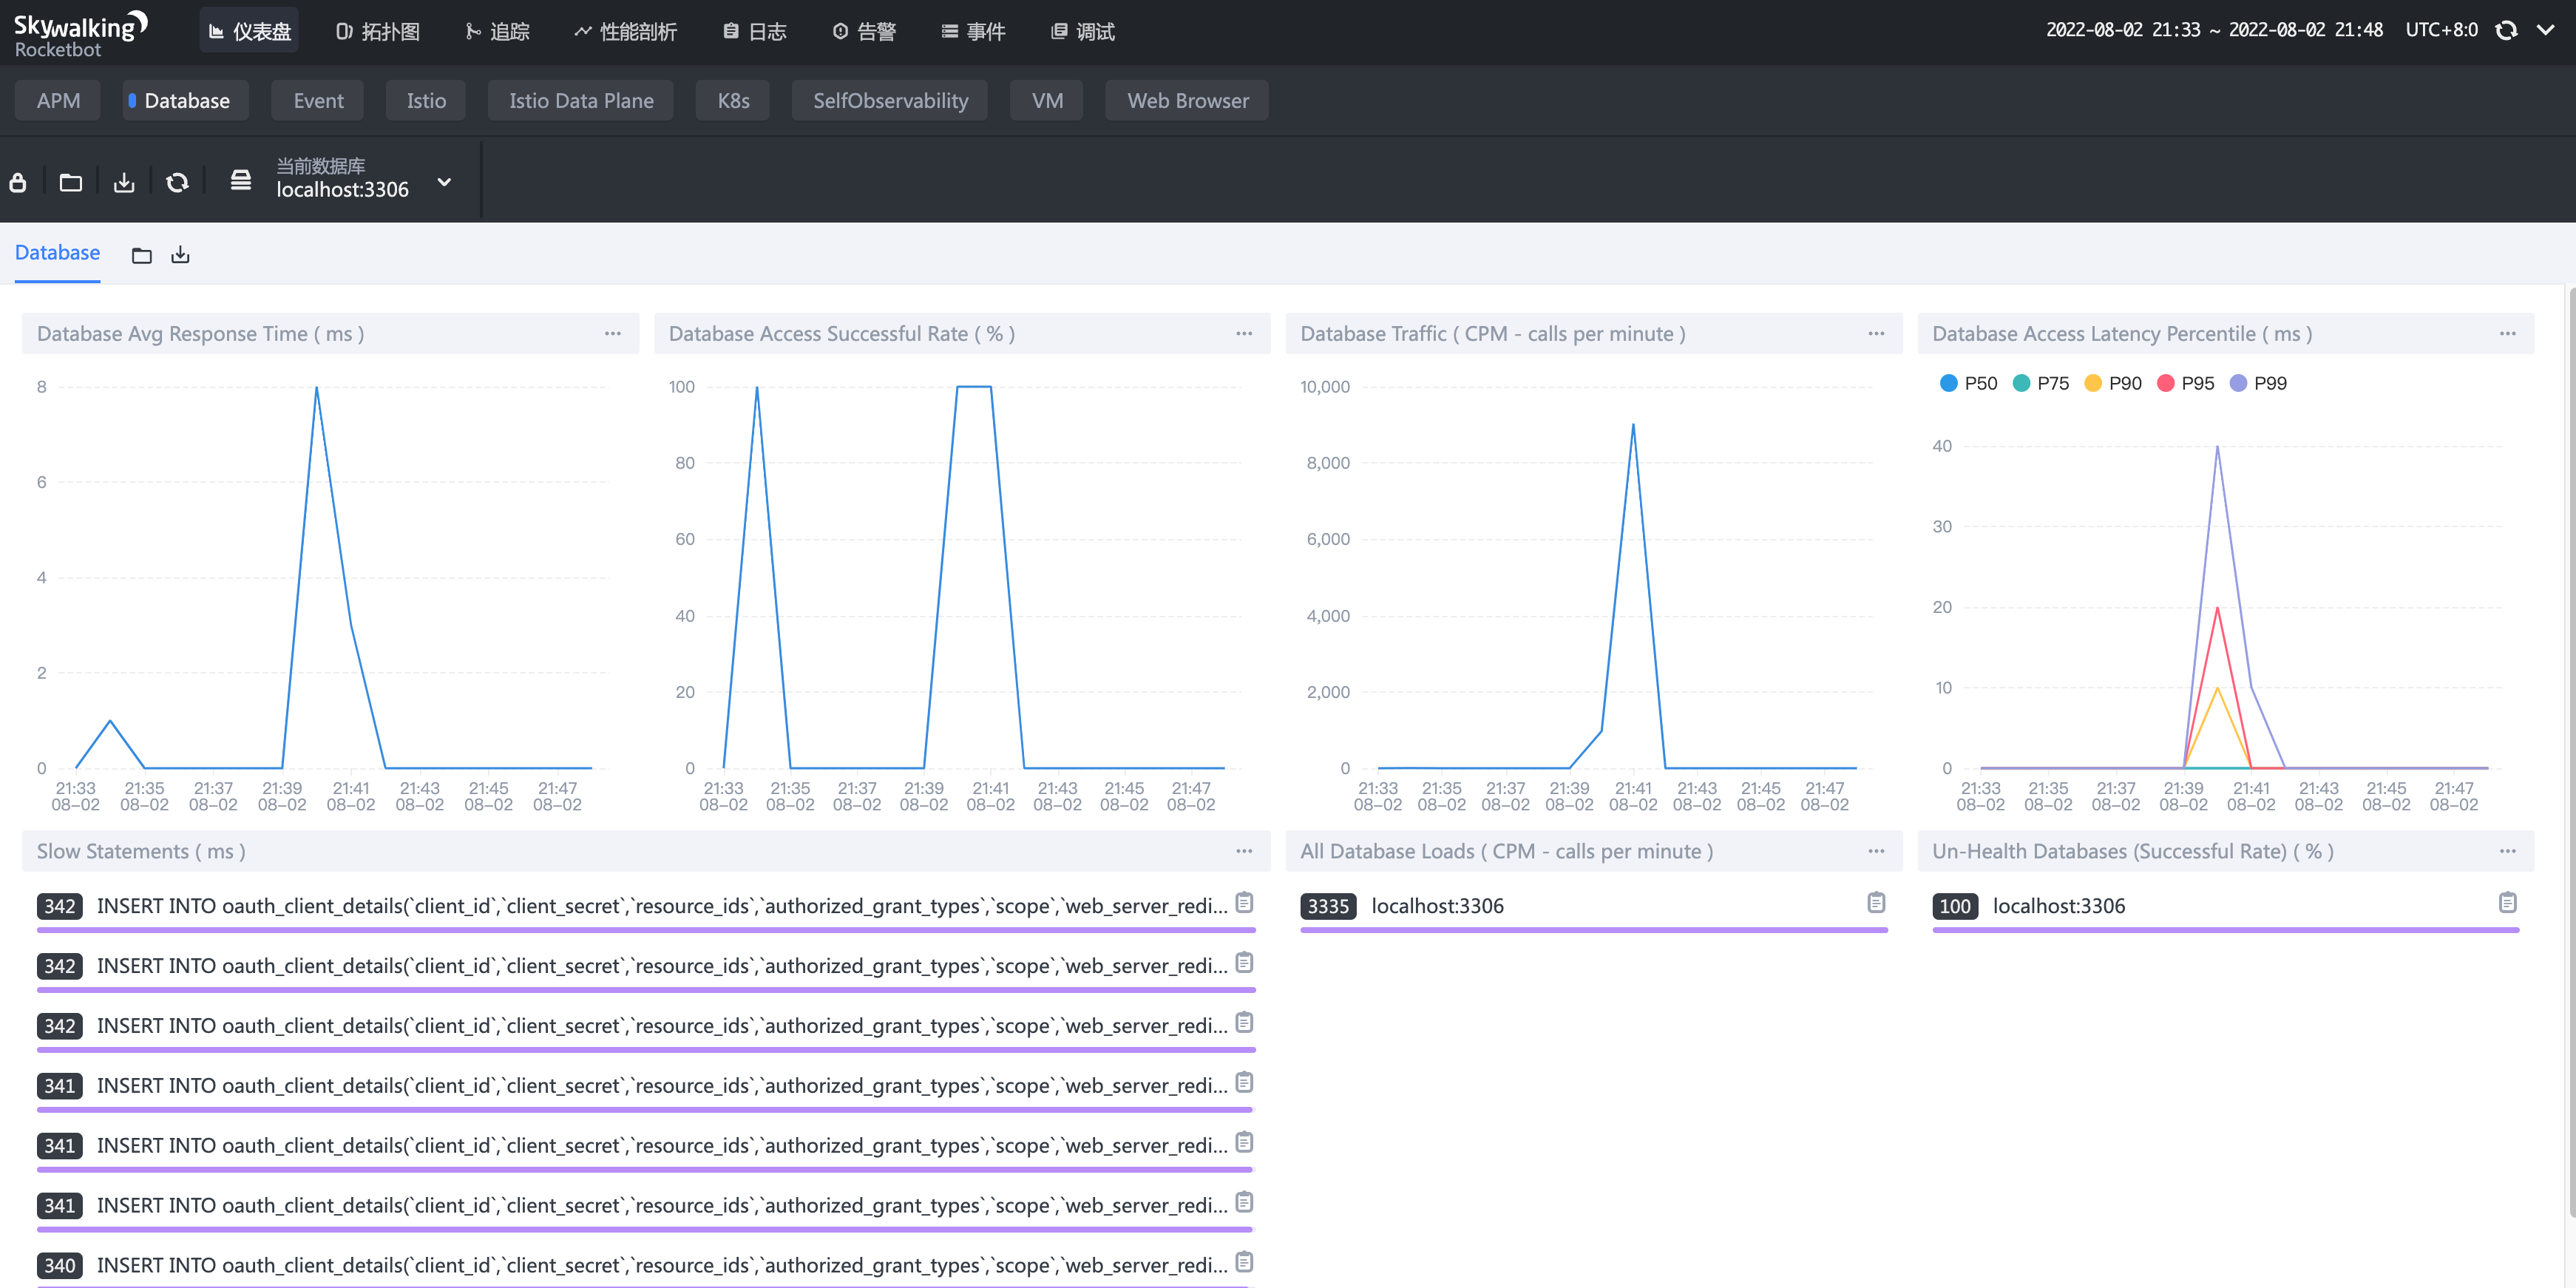 Skywalking
Rocketbot
仪表盘 拓扑图 追踪 性能剖析 日志 告警 事件 调试
2022-08-02 21:33 ~ 2022-08-02 21:48 UTC+8:0
APM Database Event Istio Istio Data Plane K8s SelfObservability VM Web Browser
当前数据库
localhost:3306
Database
Database Avg Response Time ( ms )
8
6
4
2
0
21:33 21:35 21:37 21:39 21:41 21:43 21:45 21:47
08-02 08-02 08-02 08-02 08-02 08-02 08-02 08-02
Database Access Successful Rate ( % )
100
80
60
40
20
0
21:33 21:35 21:37 21:39 21:41 21:43 21:45 21:47
08-02 08-02 08-02 08-02 08-02 08-02 08-02 08-02
Database Traffic ( CPM - calls per minute )
10,000
8,000
6,000
4,000
2,000
0
21:33 21:35 21:37 21:39 21:41 21:43 21:45 21:47
08-02 08-02 08-02 08-02 08-02 08-02 08-02 08-02
Database Access Latency Percentile ( ms )
P50 P75 P90 P95 P99
40
30
20
10
0
21:33 21:35 21:37 21:39 21:41 21:43 21:45 21:47
08-02 08-02 08-02 08-02 08-02 08-02 08-02 08-02
Slow Statements ( ms )
342 INSERT INTO oauth_client_details(`client_id`,`client_secret`,`resource_ids`,`authorized_grant_types`,`scope`,`web_server_redi...
342 INSERT INTO oauth_client_details(`client_id`,`client_secret`,`resource_ids`,`authorized_grant_types`,`scope`,`web_server_redi...
342 INSERT INTO oauth_client_details(`client_id`,`client_secret`,`resource_ids`,`authorized_grant_types`,`scope`,`web_server_redi...
341 INSERT INTO oauth_client_details(`client_id`,`client_secret`,`resource_ids`,`authorized_grant_types`,`scope`,`web_server_redi...
341 INSERT INTO oauth_client_details(`client_id`,`client_secret`,`resource_ids`,`authorized_grant_types`,`scope`,`web_server_redi...
341 INSERT INTO oauth_client_details(`client_id`,`client_secret`,`resource_ids`,`authorized_grant_types`,`scope`,`web_server_redi...
340 INSERT INTO oauth_client_details(`client_id`,`client_secret`,`resource_ids`,`authorized_grant_types`,`scope`,`web_server_redi...
All Database Loads ( CPM - calls per minute )
3335 localhost:3306
Un-Health Databases (Successful Rate) ( % )
100 localhost:3306